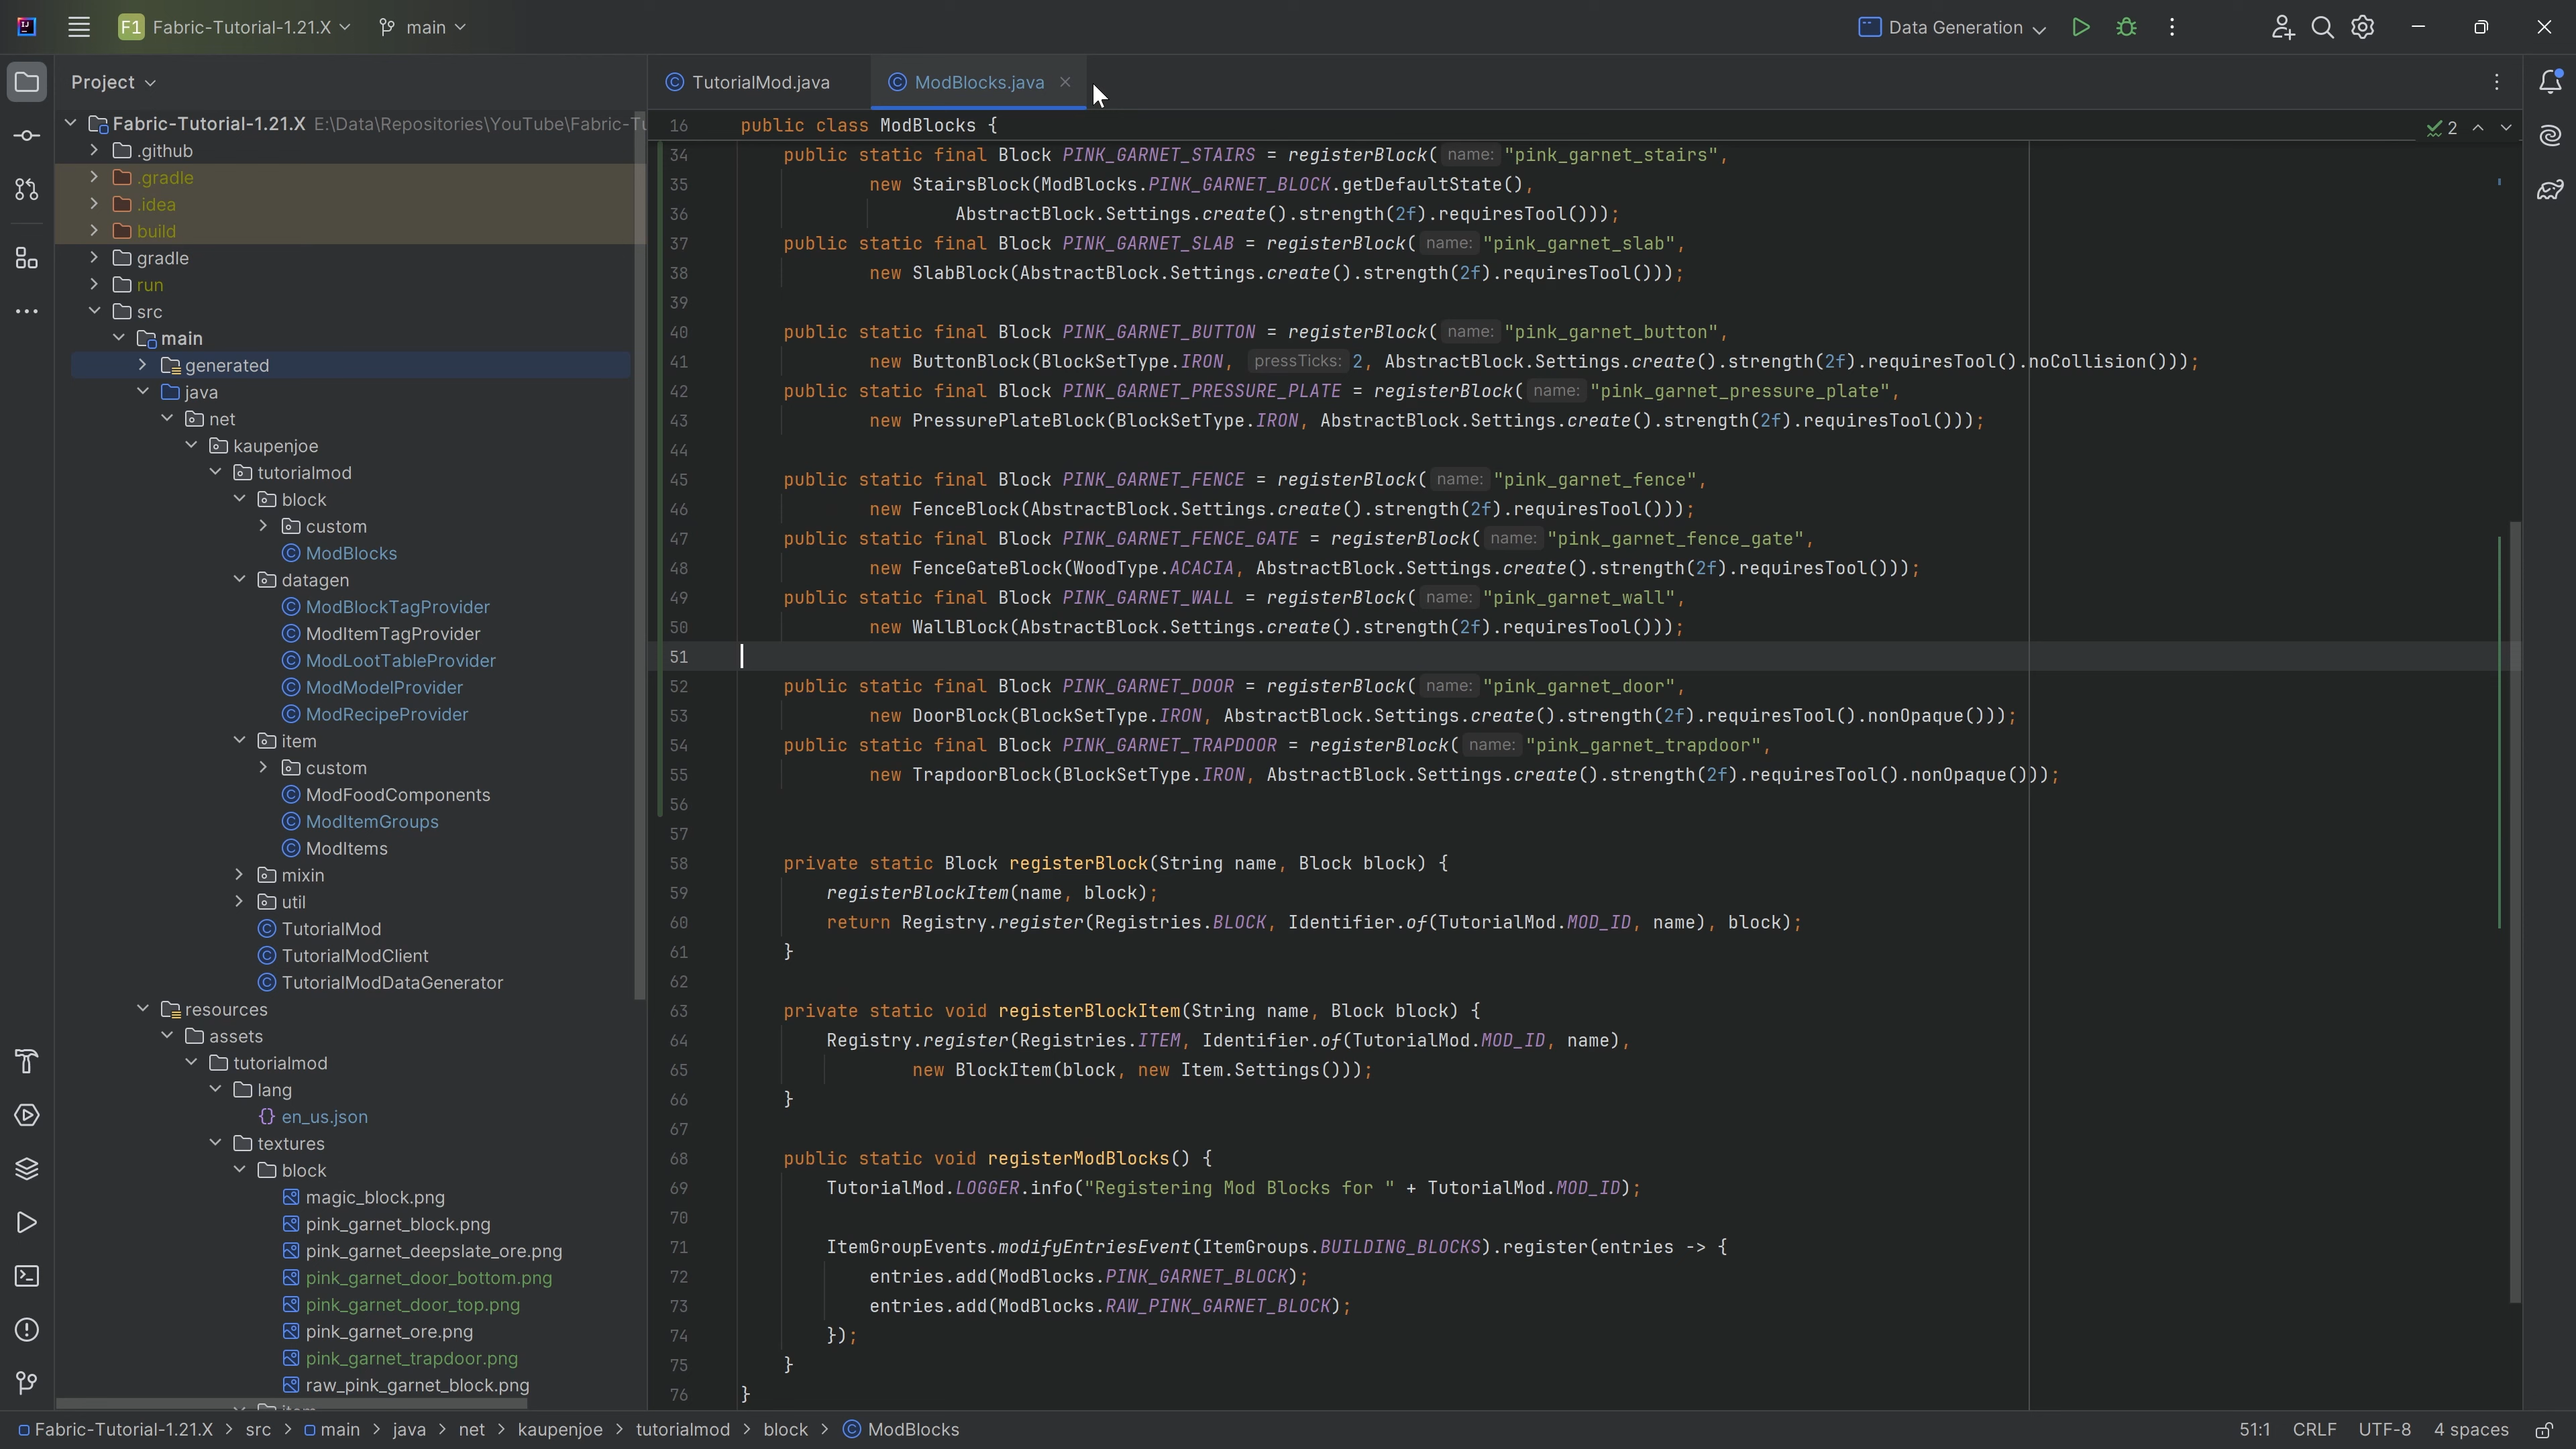 F1 Fabric-Tutorial-1.21.X main Data Generation
Project
TutorialMod.java ModBlocks.java
Fabric-Tutorial-1.21.X E:\Data\Repositories\YouTube\Fabric-Tu
.github
.gradle
.idea
build
gradle
run
src
main
generated
java
net
kaupenjoe
tutorialmod
block
custom
ModBlocks
datagen
ModBlockTagProvider
ModItemTagProvider
ModLootTableProvider
ModModelProvider
ModRecipeProvider
item
custom
ModFoodComponents
ModItemGroups
ModItems
mixin
util
TutorialMod
TutorialModClient
TutorialModDataGenerator
resources
assets
tutorialmod
lang
en_us.json
textures
block
magic_block.png
pink_garnet_block.png
pink_garnet_deepslate_ore.png
pink_garnet_door_bottom.png
pink_garnet_door_top.png
pink_garnet_ore.png
pink_garnet_trapdoor.png
raw_pink_garnet_block.png
16 public class ModBlocks { 2
34 public static final Block PINK_GARNET_STAIRS = registerBlock( name: "pink_garnet_stairs",
35 new StairsBlock(ModBlocks.PINK_GARNET_BLOCK.getDefaultState(),
36 AbstractBlock.Settings.create().strength(2f).requiresTool()));
37 public static final Block PINK_GARNET_SLAB = registerBlock( name: "pink_garnet_slab",
38 new SlabBlock(AbstractBlock.Settings.create().strength(2f).requiresTool()));
39
40 public static final Block PINK_GARNET_BUTTON = registerBlock( name: "pink_garnet_button",
41 new ButtonBlock(BlockSetType.IRON, pressTicks: 2, AbstractBlock.Settings.create().strength(2f).requiresTool().noCollision()));
42 public static final Block PINK_GARNET_PRESSURE_PLATE = registerBlock( name: "pink_garnet_pressure_plate",
43 new PressurePlateBlock(BlockSetType.IRON, AbstractBlock.Settings.create().strength(2f).requiresTool()));
44
45 public static final Block PINK_GARNET_FENCE = registerBlock( name: "pink_garnet_fence",
46 new FenceBlock(AbstractBlock.Settings.create().strength(2f).requiresTool()));
47 public static final Block PINK_GARNET_FENCE_GATE = registerBlock( name: "pink_garnet_fence_gate",
48 new FenceGateBlock(WoodType.ACACIA, AbstractBlock.Settings.create().strength(2f).requiresTool()));
49 public static final Block PINK_GARNET_WALL = registerBlock( name: "pink_garnet_wall",
50 new WallBlock(AbstractBlock.Settings.create().strength(2f).requiresTool()));
51
52 public static final Block PINK_GARNET_DOOR = registerBlock( name: "pink_garnet_door",
53 new DoorBlock(BlockSetType.IRON, AbstractBlock.Settings.create().strength(2f).requiresTool().nonOpaque()));
54 public static final Block PINK_GARNET_TRAPDOOR = registerBlock( name: "pink_garnet_trapdoor",
55 new TrapdoorBlock(BlockSetType.IRON, AbstractBlock.Settings.create().strength(2f).requiresTool().nonOpaque()));
56
57
58 private static Block registerBlock(String name, Block block) {
59 registerBlockItem(name, block);
60 return Registry.register(Registries.BLOCK, Identifier.of(TutorialMod.MOD_ID, name), block);
61 }
62
63 private static void registerBlockItem(String name, Block block) {
64 Registry.register(Registries.ITEM, Identifier.of(TutorialMod.MOD_ID, name),
65 new BlockItem(block, new Item.Settings()));
66 }
67
68 public static void registerModBlocks() {
69 TutorialMod.LOGGER.info("Registering Mod Blocks for " + TutorialMod.MOD_ID);
70
71 ItemGroupEvents.modifyEntriesEvent(ItemGroups.BUILDING_BLOCKS).register(entries -> {
72 entries.add(ModBlocks.PINK_GARNET_BLOCK);
73 entries.add(ModBlocks.RAW_PINK_GARNET_BLOCK);
74 });
75 }
76 }
Fabric-Tutorial-1.21.X > src > main > java > net > kaupenjoe > tutorialmod > block > ModBlocks 51:1 CRLF UTF-8 4 spaces